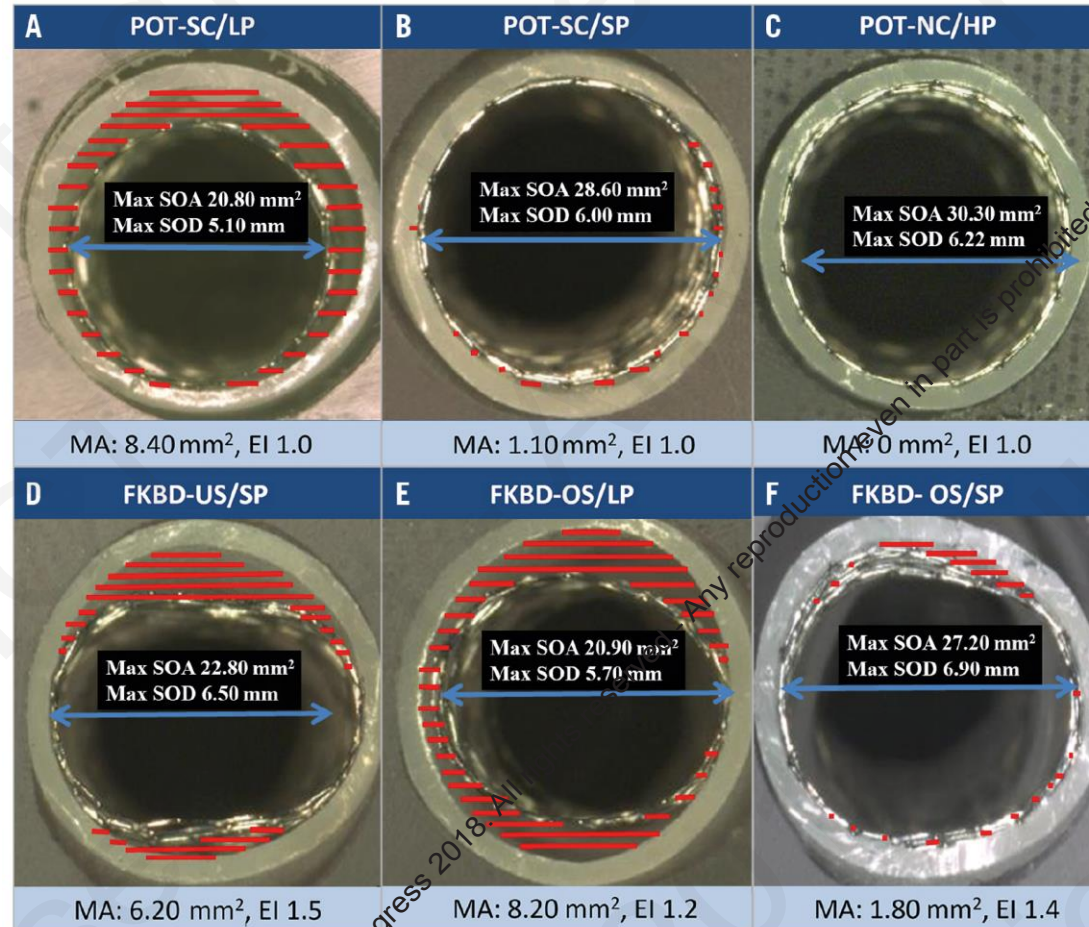 A POT-SC/LP
B POT-SC/SP
C POT-NC/HP
Max SOA 20.80 mm²
Max SOD 5.10 mm
Max SOA 28.60 mm²
Max SOD 6.00 mm
Max SOA 30.30 mm²
Max SOD 6.22 mm
MA: 8.40 mm², EI 1.0
MA: 1.10 mm², EI 1.0
MA: 0 mm², EI 1.0
D FKBD-US/SP
E FKBD-OS/LP
F FKBD- OS/SP
Max SOA 22.80 mm²
Max SOD 6.50 mm
Max SOA 20.90 mm²
Max SOD 5.70 mm
Max SOA 27.20 mm²
Max SOD 6.90 mm
MA: 6.20 mm², EI 1.5
MA: 8.20 mm², EI 1.2
MA: 1.80 mm², EI 1.4
2018. All served - Any reproduction even in part is prohibited